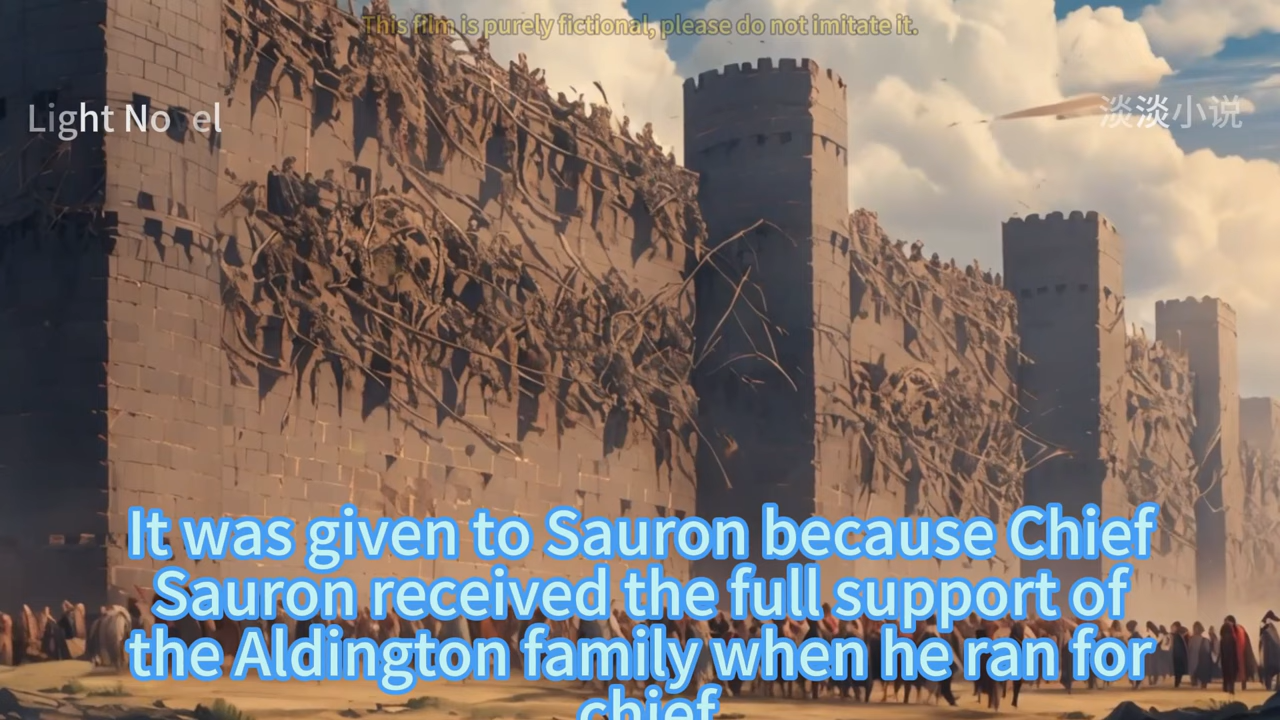 This film is purely fictional, please do not imitate it.
Light No el
淡淡小说
It was given to Sauron because Chief
Sauron received the full support of
the Aldington family when he ran for
chief